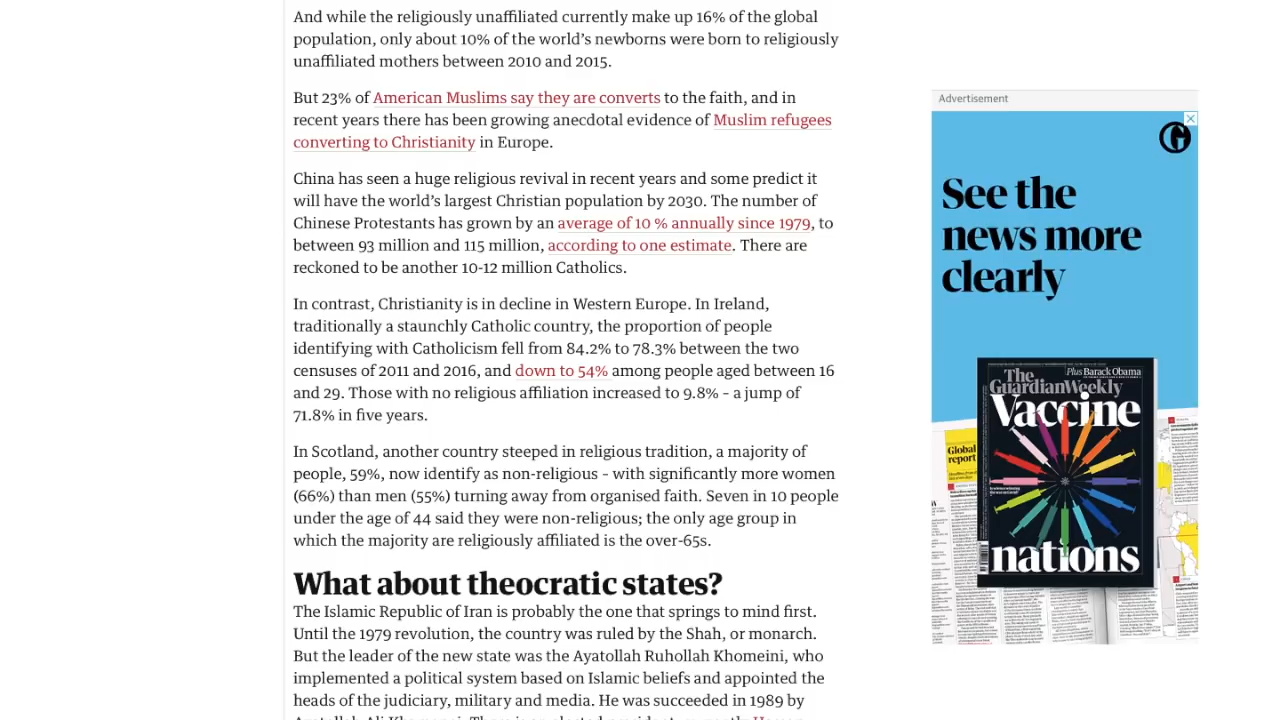 And while the religiously unaffiliated currently make up 16% of the global
population, only about 10% of the world’s newborns were born to religiously
unaffiliated mothers between 2010 and 2015.
But 23% of American Muslims say they are converts to the faith, and in
recent years there has been growing anecdotal evidence of Muslim refugees
converting to Christianity in Europe.
China has seen a huge religious revival in recent years and some predict it
will have the world’s largest Christian population by 2030. The number of
Chinese Protestants has grown by an average of 10 % annually since 1979, to
between 93 million and 115 million, according to one estimate. There are
reckoned to be another 10-12 million Catholics.
In contrast, Christianity is in decline in Western Europe. In Ireland,
traditionally a staunchly Catholic country, the proportion of people
identifying with Catholicism fell from 84.2% to 78.3% between the two
censuses of 2011 and 2016, and down to 54% among people aged between 16
and 29. Those with no religious affiliation increased to 9.8% – a jump of
71.8% in five years.
In Scotland, another country steeped in religious tradition, a majority of
people, 59%, now identify as non-religious – with significantly more women
(66%) than men (55%) turning away from organised faith. Seven in 10 people
under the age of 44 said they were non-religious; the only age group in
which the majority are religiously affiliated is the over-65s.
What about theocratic states?
The Islamic Republic of Iran is probably the one that springs to mind first.
Until the 1979 revolution, the country was ruled by the Shah, or monarch.
But the leader of the new state was the Ayotollah Ruhollah Khomeini, who
implemented a political system based on Islamic beliefs and appointed the
heads of the judiciary, military and media. He was succeeded in 1989 by
Advertisement
See the
news more
clearly
Plus Barack Obama
The
GuardianWeekly
Vaccine
nations
Global
report